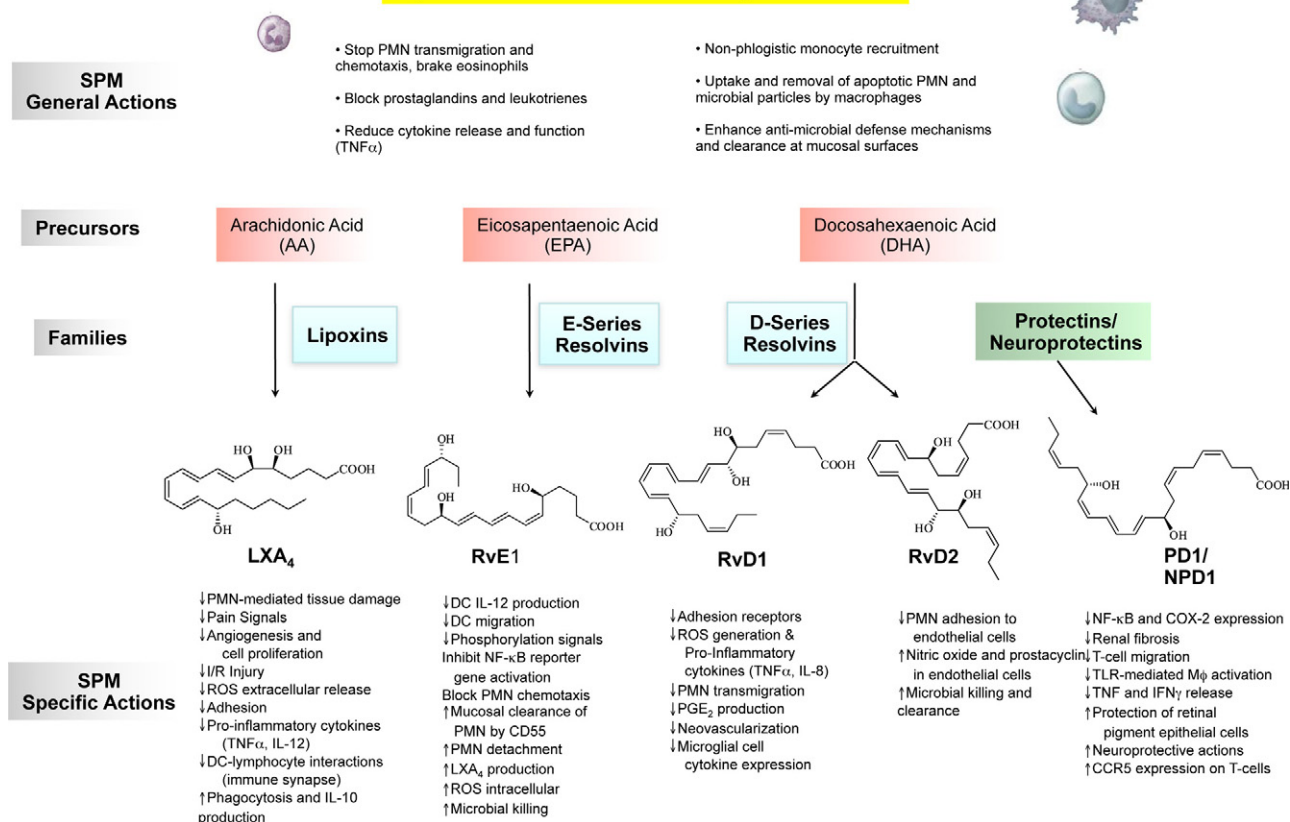 SPM
General Actions
• Stop PMN transmigration and
chemotaxis, brake eosinophils
• Block prostaglandins and leukotrienes
• Reduce cytokine release and function
(TNFα)
• Non-phlogistic monocyte recruitment
• Uptake and removal of apoptotic PMN and
microbial particles by macrophages
• Enhance anti-microbial defense mechanisms
and clearance at mucosal surfaces
Precursors
Arachidonic Acid
(AA)
Eicosapentaenoic Acid
(EPA)
Docosahexaenoic Acid
(DHA)
Families
Lipoxins
E-Series
Resolvins
D-Series
Resolvins
Protectins/
Neuroprotectins
HO OH
COOH
OH
LXA₄
OH
OH
OH
COOH
RvE1
HO
OH
COOH
HO
RvD1
OH
COOH
HO
OH
RvD2
OH
OH
COOH
PD1/
NPD1
SPM
Specific Actions
↓PMN-mediated tissue damage
↓Pain Signals
↓Angiogenesis and
cell proliferation
↓I/R Injury
↓ROS extracellular release
↓Adhesion
↓Pro-inflammatory cytokines
(TNFα, IL-12)
↓DC-lymphocyte interactions
(immune synapse)
↑Phagocytosis and IL-10
production
↓DC IL-12 production
↓DC migration
↓Phosphorylation signals
Inhibit NF-κB reporter
gene activation
Block PMN chemotaxis
↑Mucosal clearance of
PMN by CD55
↑PMN detachment
↑LXA₄ production
↑ROS intracellular
↑Microbial killing
↓Adhesion receptors
↓ROS generation &
Pro-Inflammatory
cytokines (TNFα, IL-8)
↓PMN transmigration
↓PGE₂ production
↓Neovascularization
↓Microglial cell
cytokine expression
↓PMN adhesion to
endothelial cells
↑Nitric oxide and prostacyclin
in endothelial cells
↑Microbial killing and
clearance
↓NF-κB and COX-2 expression
↓Renal fibrosis
↓T-cell migration
↓TLR-mediated Mϕ activation
↓TNF and IFNγ release
↑Protection of retinal
pigment epithelial cells
↑Neuroprotective actions
↑CCR5 expression on T-cells